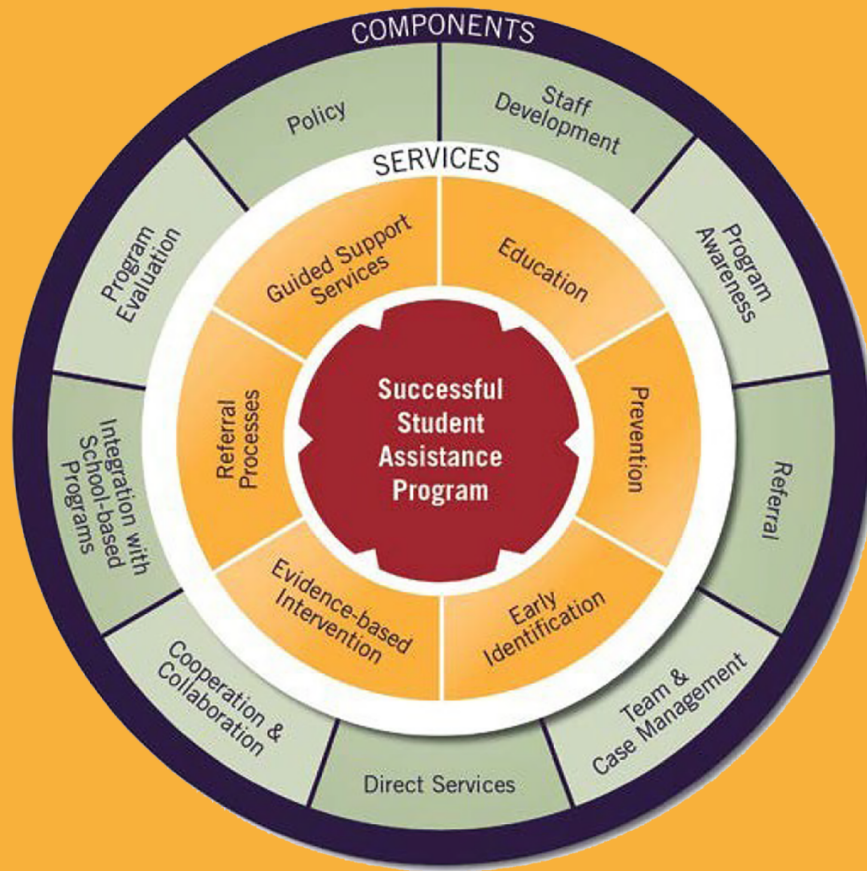 COMPONENTS
Policy
Staff
Development
Program
Awareness
Referral
Team &
Case Management
Direct Services
Cooperation &
Collaboration
Integration with
School-based
Programs
Program
Evaluation
SERVICES
Guided Support
Services
Education
Prevention
Early
Identification
Evidence-based
Intervention
Referral
Processes
Successful
Student
Assistance
Program